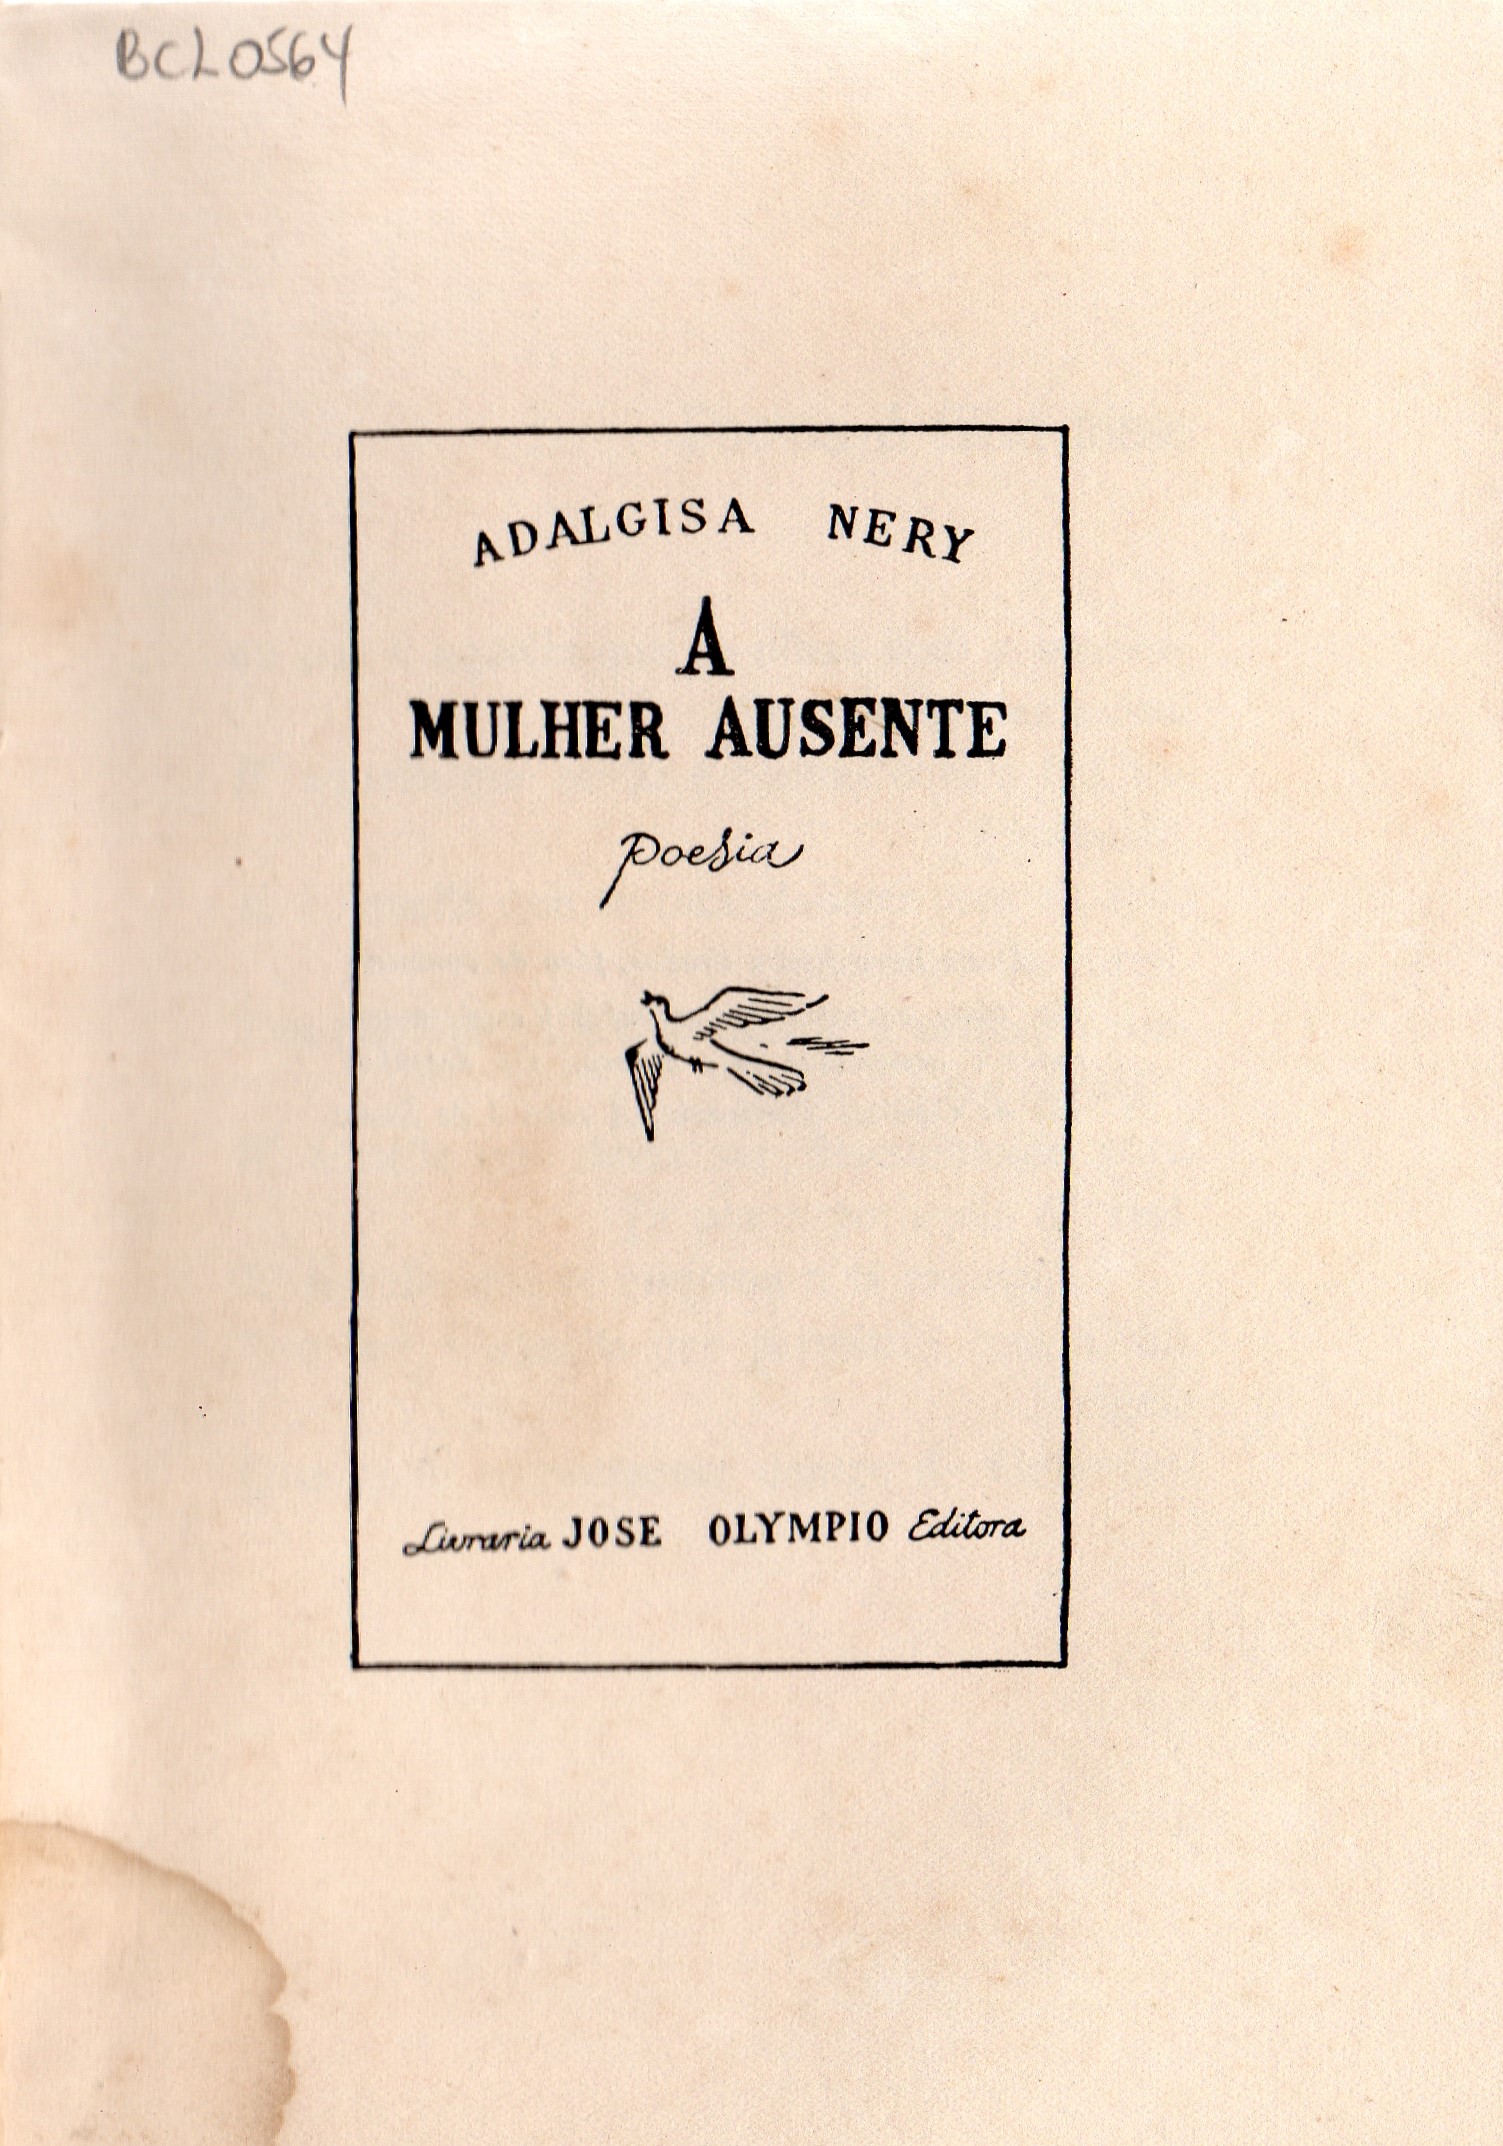 BCL0564
ADALGISA NERY
A
MULHER AUSENTE
poesia
Livraria JOSE OLYMPIO Editora